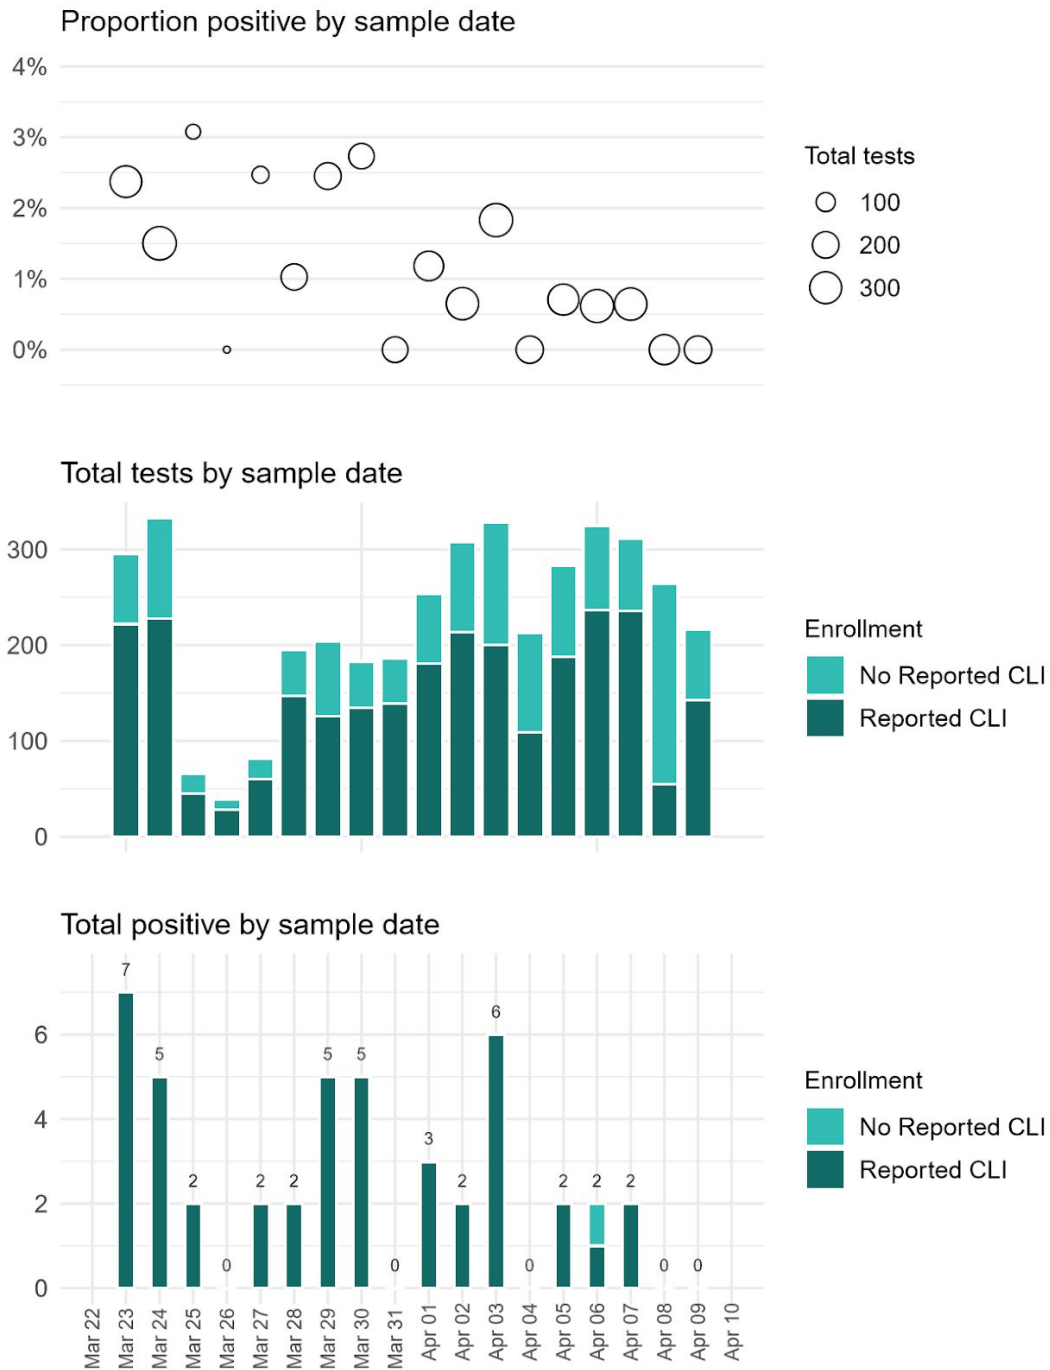 Proportion positive by sample date
4%
3%
2%
1%
0%
Total tests
100
200
300
Total tests by sample date
300
200
100
0
Enrollment
No Reported CLI
Reported CLI
Total positive by sample date
6
4
2
0
7
5
2
0
2
2
5
5
0
3
2
6
0
2
2
2
0
0
Mar 22
Mar 23
Mar 24
Mar 25
Mar 26
Mar 27
Mar 28
Mar 29
Mar 30
Mar 31
Apr 01
Apr 02
Apr 03
Apr 04
Apr 05
Apr 06
Apr 07
Apr 08
Apr 09
Apr 10
Enrollment
No Reported CLI
Reported CLI